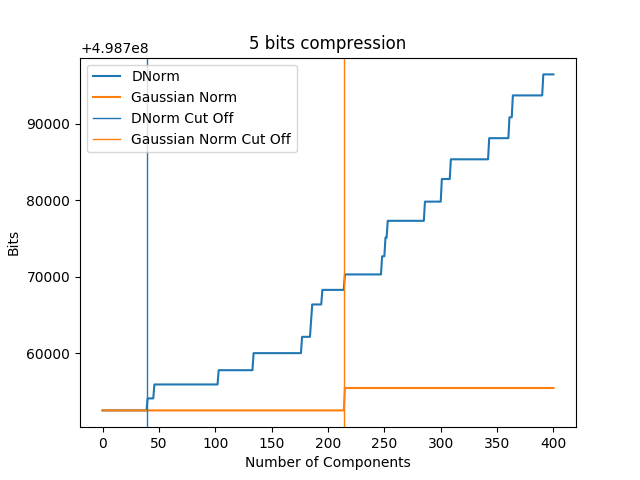 5 bits compression
+4.987e8
DNorm
Gaussian Norm
DNorm Cut Off
Gaussian Norm Cut Off
90000
80000
70000
60000
Bits
0 50 100 150 200 250 300 350 400
Number of Components